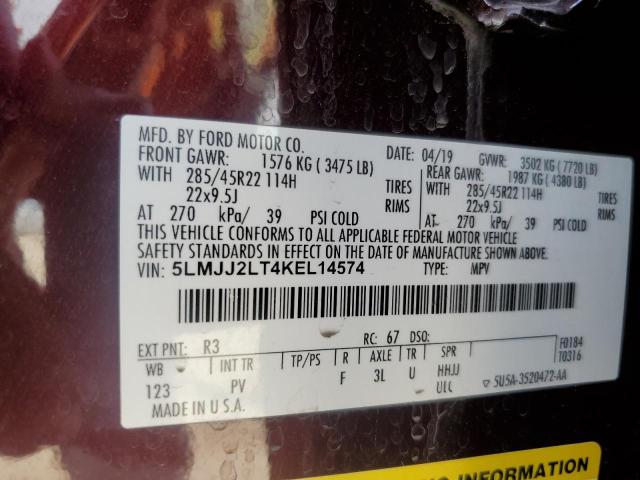 MFD. BY FORD MOTOR CO.
DATE: 04/19 GVWR: 3502 KG ( 7720 LB)
FRONT GAWR: 1576 KG ( 3475 LB)
REAR GAWR: 1987 KG ( 4380 LB)
WITH 285/45R22 114H TIRES
WITH 285/45R22 114H TIRES
22x9.5J RIMS
22x9.5J RIMS
AT 270 kPa/ 39 PSI COLD
AT 270 kPa/ 39 PSI COLD
THIS VEHICLE CONFORMS TO ALL APPLICABLE FEDERAL MOTOR VEHICLE
SAFETY STANDARDS IN EFFECT ON THE DATE OF MANUFACTURE SHOWN ABOVE.
VIN: 5LMJJ2LT4KEL14574 TYPE: MPV
EXT PNT: R3 RC: 67 DSO: F0184
WB INT TR TP/PS R AXLE TR SPR T0316
123 PV F 3L U HHJJ
ULL 5U5A-3520472-AA
MADE IN U.S.A.
INFORMATION